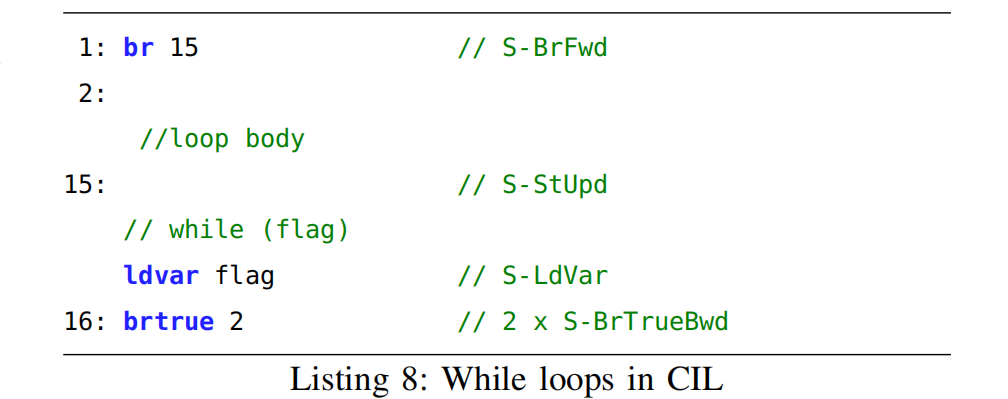 1: br 15 // S-BrFwd
2:
//loop body
15: // S-StUpd
// while (flag)
ldvar flag // S-LdVar
16: brtrue 2 // 2 x S-BrTrueBwd
Listing 8: While loops in CIL